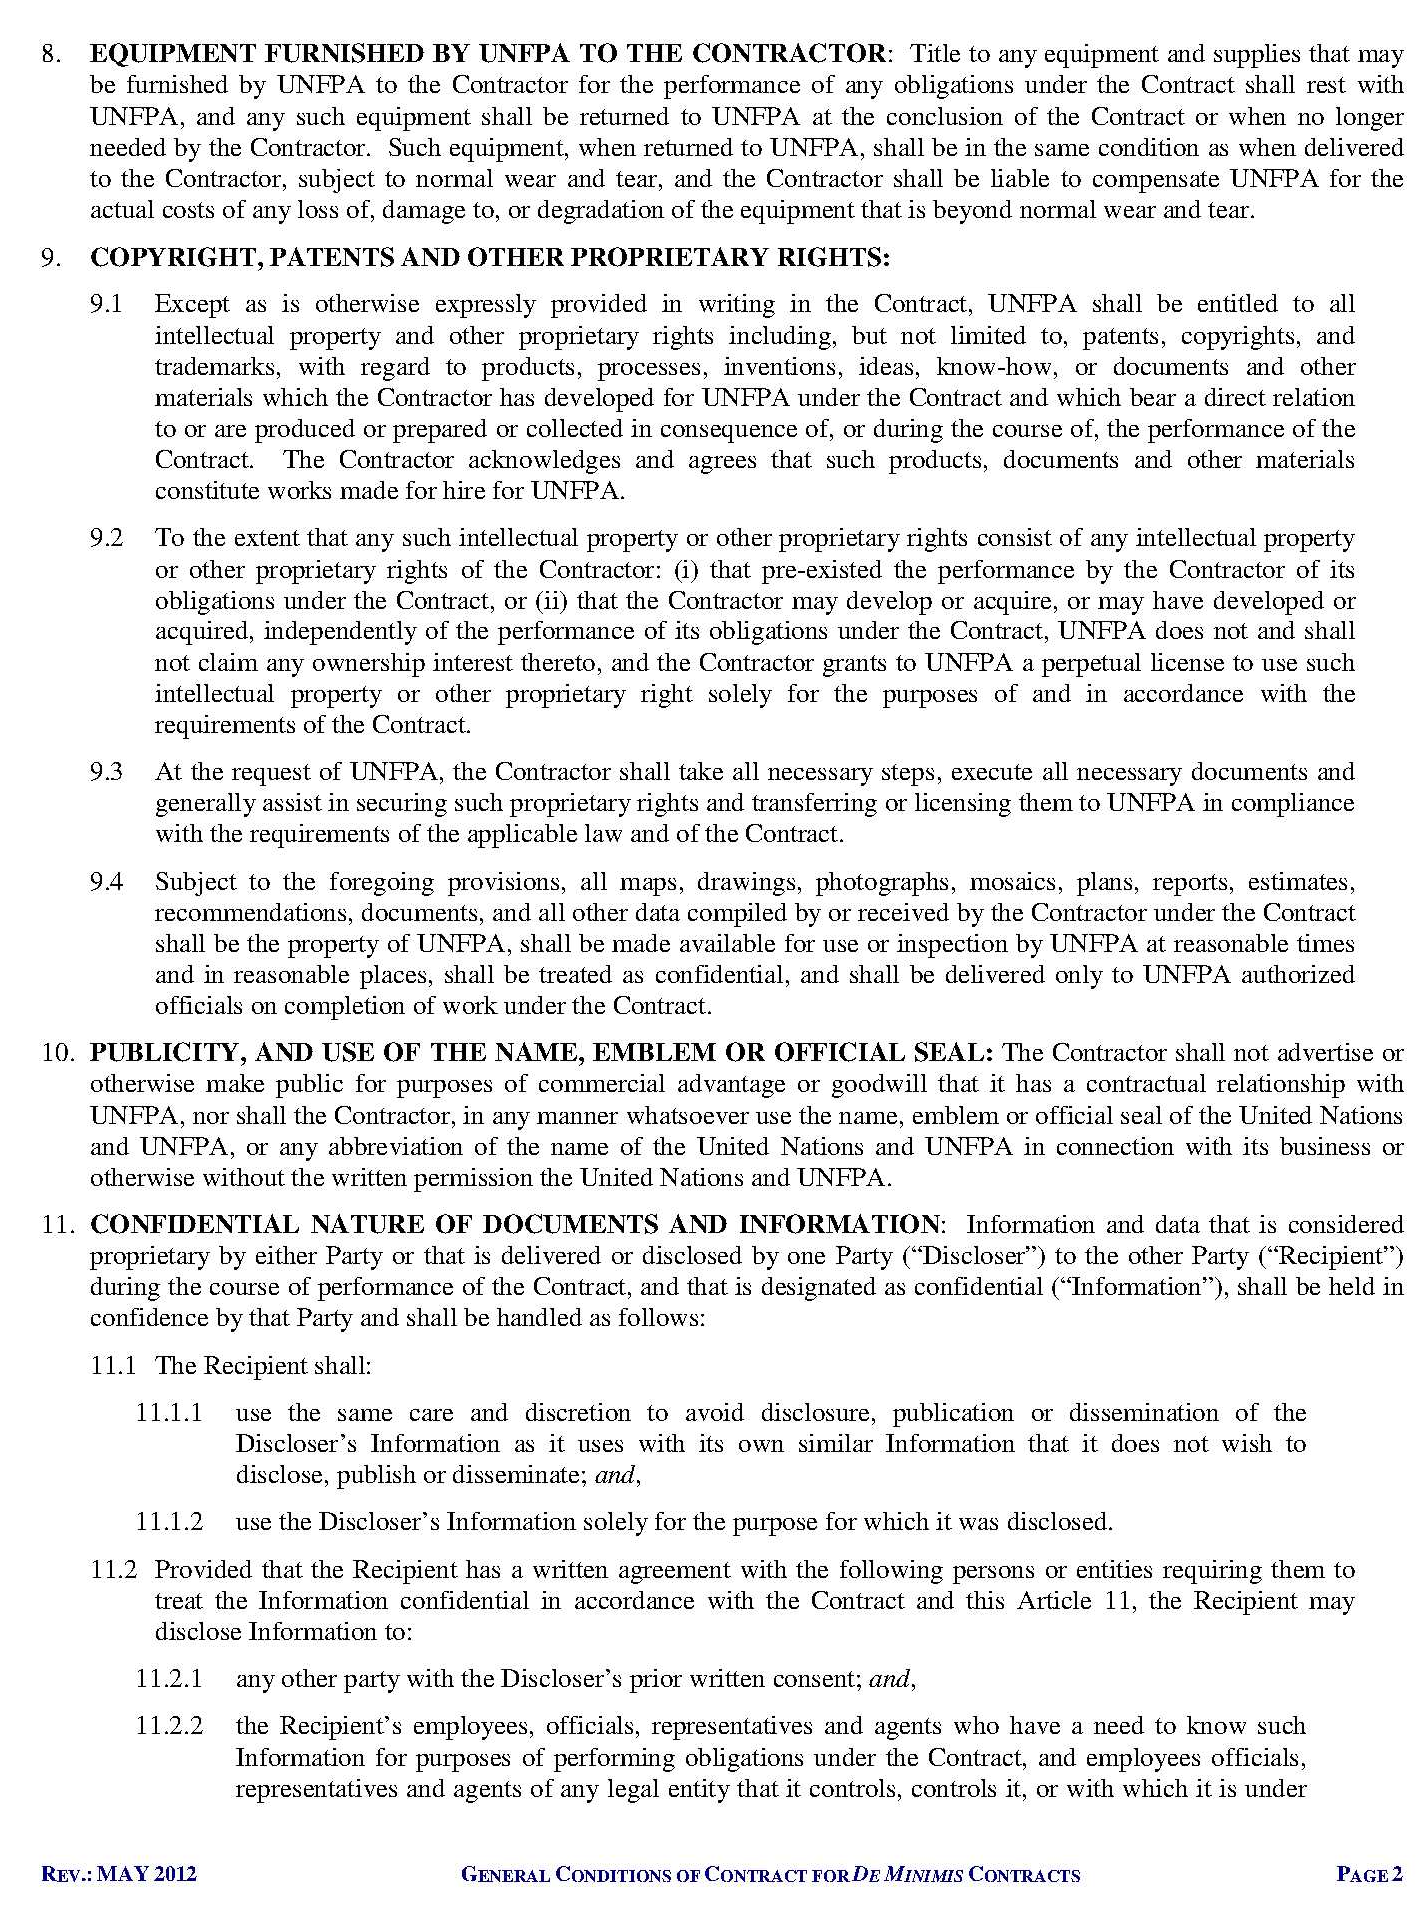 8. EQUIPMENT FURNISHED BY UNFPA TO THE CONTRACTOR: Title to any equipment and supplies that may
be furnished by UNFPA to the Contractor for the performance of any obligations under the Contract shall rest with
UNFPA, and any such equipment shall be returned to UNFPA at the conclusion of the Contract or when no longer
needed by the Contractor. Such equipment, when returned to UNFPA, shall be in the same condition as when delivered
to the Contractor, subject to normal wear and tear, and the Contractor shall be liable to compensate UNFPA for the
actual costs of any loss of, damage to, or degradation of the equipment that is beyond normal wear and tear.
9. COPYRIGHT, PATENTS AND OTHER PROPRIETARY RIGHTS:
9.1 Except as is otherwise expressly provided in writing in the Contract, UNFPA shall be entitled to all
intellectual property and other proprietary rights including, but not limited to, patents, copyrights, and
trademarks, with regard to products, processes, inventions, ideas, know-how, or documents and other
materials which the Contractor has developed for UNFPA under the Contract and which bear a direct relation
to or are produced or prepared or collected in consequence of, or during the course of, the performance of the
Contract. The Contractor acknowledges and agrees that such products, documents and other materials
constitute works made for hire for UNFPA.
9.2 To the extent that any such intellectual property or other proprietary rights consist of any intellectual property
or other proprietary rights of the Contractor: (i) that pre-existed the performance by the Contractor of its
obligations under the Contract, or (ii) that the Contractor may develop or acquire, or may have developed or
acquired, independently of the performance of its obligations under the Contract, UNFPA does not and shall
not claim any ownership interest thereto, and the Contractor grants to UNFPA a perpetual license to use such
intellectual property or other proprietary right solely for the purposes of and in accordance with the
requirements of the Contract.
9.3 At the request of UNFPA, the Contractor shall take all necessary steps, execute all necessary documents and
generally assist in securing such proprietary rights and transferring or licensing them to UNFPA in compliance
with the requirements of the applicable law and of the Contract.
9.4 Subject to the foregoing provisions, all maps, drawings, photographs, mosaics, plans, reports, estimates,
recommendations, documents, and all other data compiled by or received by the Contractor under the Contract
shall be the property of UNFPA, shall be made available for use or inspection by UNFPA at reasonable times
and in reasonable places, shall be treated as confidential, and shall be delivered only to UNFPA authorized
officials on completion of work under the Contract.
10. PUBLICITY, AND USE OF THE NAME, EMBLEM OR OFFICIAL SEAL: The Contractor shall not advertise or
otherwise make public for purposes of commercial advantage or goodwill that it has a contractual relationship with
UNFPA, nor shall the Contractor, in any manner whatsoever use the name, emblem or official seal of the United Nations
and UNFPA, or any abbreviation of the name of the United Nations and UNFPA in connection with its business or
otherwise without the written permission the United Nations and UNFPA.
11. CONFIDENTIAL NATURE OF DOCUMENTS AND INFORMATION: Information and data that is considered
proprietary by either Party or that is delivered or disclosed by one Party (“Discloser”) to the other Party (“Recipient”)
during the course of performance of the Contract, and that is designated as confidential (“Information”), shall be held in
confidence by that Party and shall be handled as follows:
11.1 The Recipient shall:
11.1.1 use the same care and discretion to avoid disclosure, publication or dissemination of the
Discloser’s Information as it uses with its own similar Information that it does not wish to
disclose, publish or disseminate; and,
11.1.2 use the Discloser’s Information solely for the purpose for which it was disclosed.
11.2 Provided that the Recipient has a written agreement with the following persons or entities requiring them to
treat the Information confidential in accordance with the Contract and this Article 11, the Recipient may
disclose Information to:
11.2.1 any other party with the Discloser’s prior written consent; and,
11.2.2 the Recipient’s employees, officials, representatives and agents who have a need to know such
Information for purposes of performing obligations under the Contract, and employees officials,
representatives and agents of any legal entity that it controls, controls it, or with which it is under
REV.: MAY 2012 GENERAL CONDITIONS OF CONTRACT FOR DE MINIMIS CONTRACTS PAGE 2